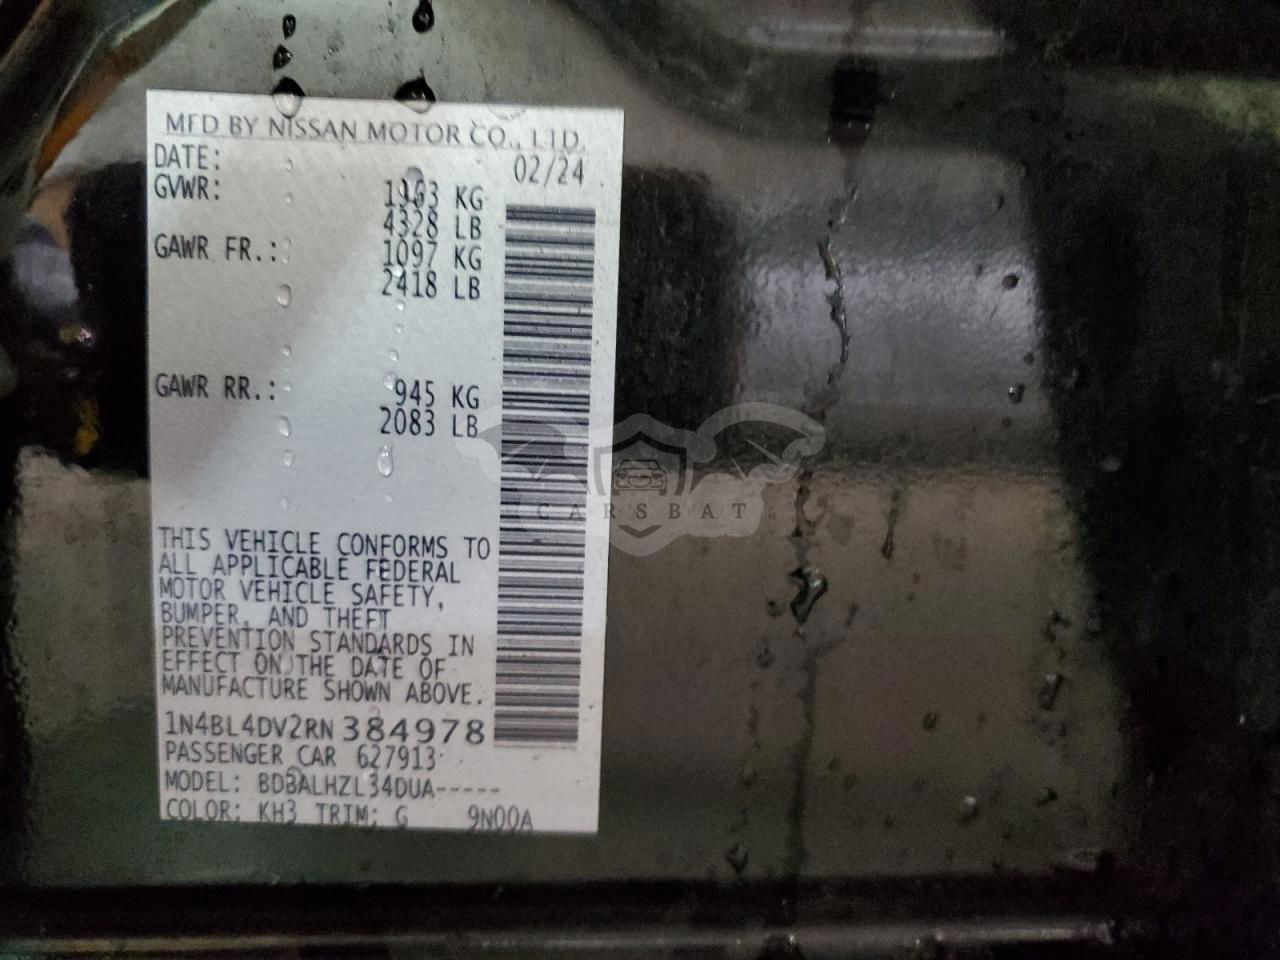 MFD BY NISSAN MOTOR CO., LTD.
DATE: 02/24
GVWR: 1963 KG
4328 LB
GAWR FR.: 1097 KG
2418 LB
GAWR RR.: 945 KG
2083 LB
THIS VEHICLE CONFORMS TO
ALL APPLICABLE FEDERAL
MOTOR VEHICLE SAFETY,
BUMPER, AND THEFT
PREVENTION STANDARDS IN
EFFECT ON THE DATE OF
MANUFACTURE SHOWN ABOVE.
1N4BL4DV2RN384978
PASSENGER CAR 627913
MODEL: BDBALHZL34DUA-----
COLOR: KH3 TRIM: G 9N00A
CARSBAT